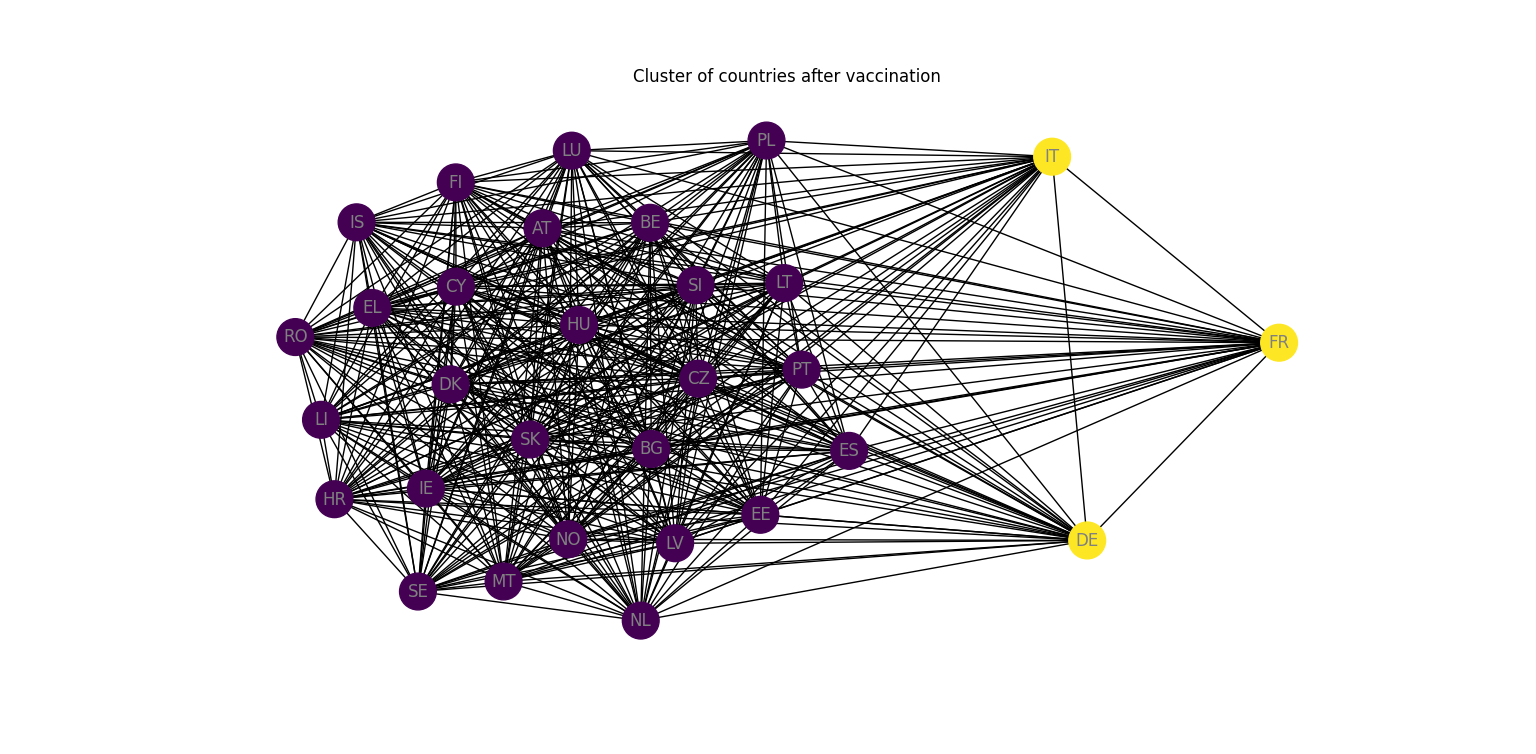 Cluster of countries after vaccination
PL
LU
IT
FI
IS
BE
AT
LT
SI
CY
EL
HU
RO
FR
PT
CZ
DK
LI
SK
BG
ES
IE
HR
EE
NO
LV
DE
MT
SE
NL